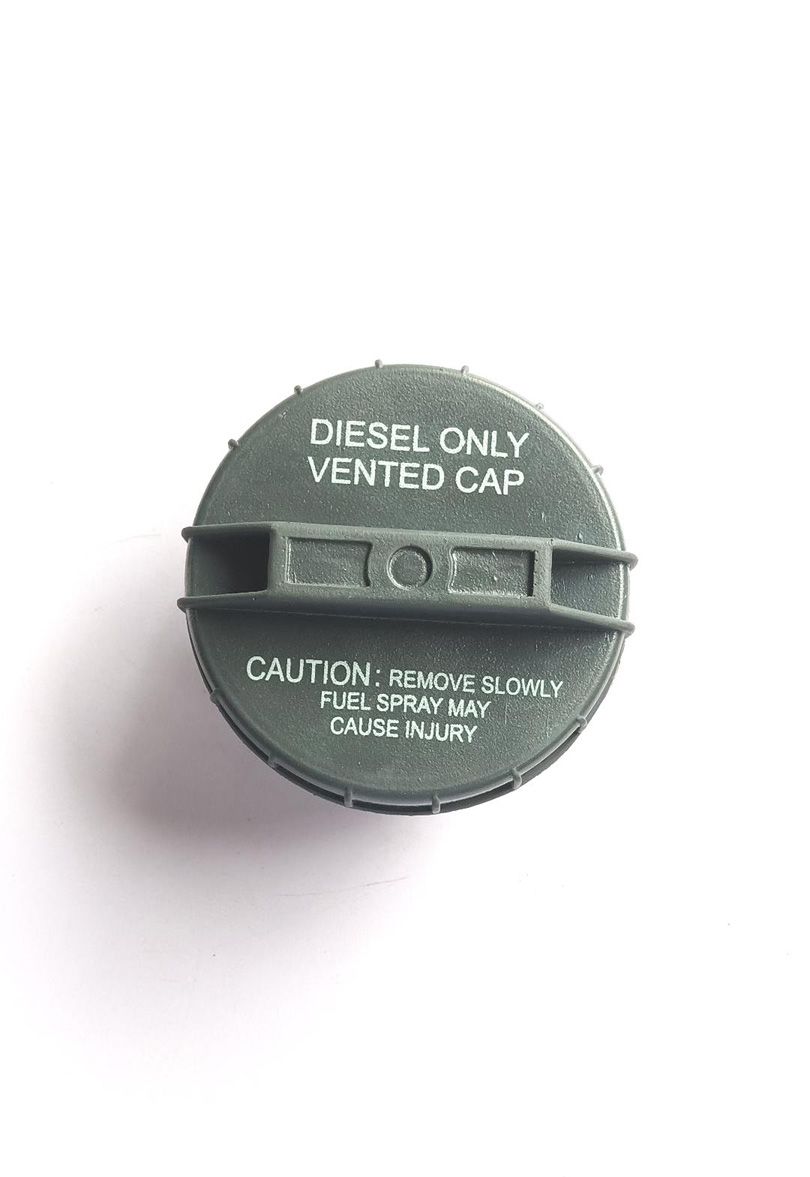 DIESEL ONLY
VENTED CAP
CAUTION: REMOVE SLOWLY
FUEL SPRAY MAY
CAUSE INJURY